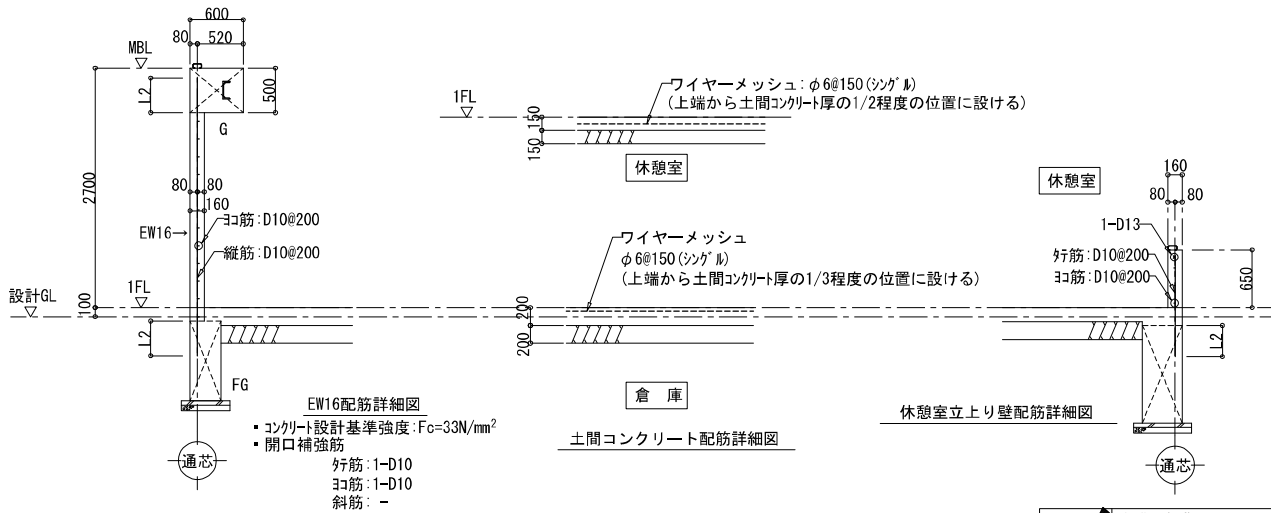 600
80 520
MBL
L2
500
G
2700
80 80
160
EW16→
ﾖｺ筋:D10@200
縦筋:D10@200
設計GL
1FL
100
L2
FG
EW16配筋詳細図
・ｺﾝｸﾘｰﾄ設計基準強度:Fc=33N/mm²
・開口補強筋
ﾀﾃ筋:1-D10
ﾖｺ筋:1-D10
斜筋: -
通芯
1FL
150
150
ワイヤーメッシュ:φ6@150(ｼﾝｸﾞﾙ)
(上端から土間ｺﾝｸﾘｰﾄ厚の1/2程度の位置に設ける)
休憩室
ワイヤーメッシュ
φ6@150(ｼﾝｸﾞﾙ)
(上端から土間ｺﾝｸﾘｰﾄ厚の1/3程度の位置に設ける)
200
200
倉 庫
土間コンクリート配筋詳細図
休憩室
160
80 80
1-D13
ﾀﾃ筋:D10@200
ﾖｺ筋:D10@200
650
L2
休憩室立上り壁配筋詳細図
通芯